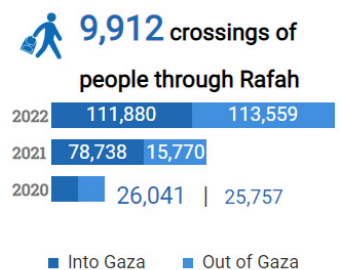 9,912 crossings of
people through Rafah
2022 111,880 113,559
2021 78,738 15,770
2020 26,041 | 25,757
Into Gaza Out of Gaza